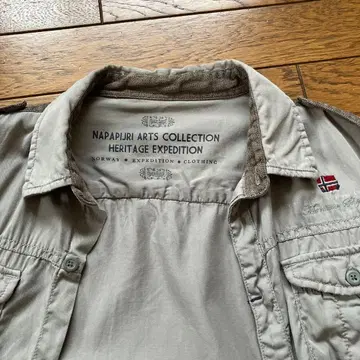 NAPAPIJRI ARTS COLLECTION
HERITAGE EXPEDITION
NORWAY ★ EXPEDITION ★ CLOTHING